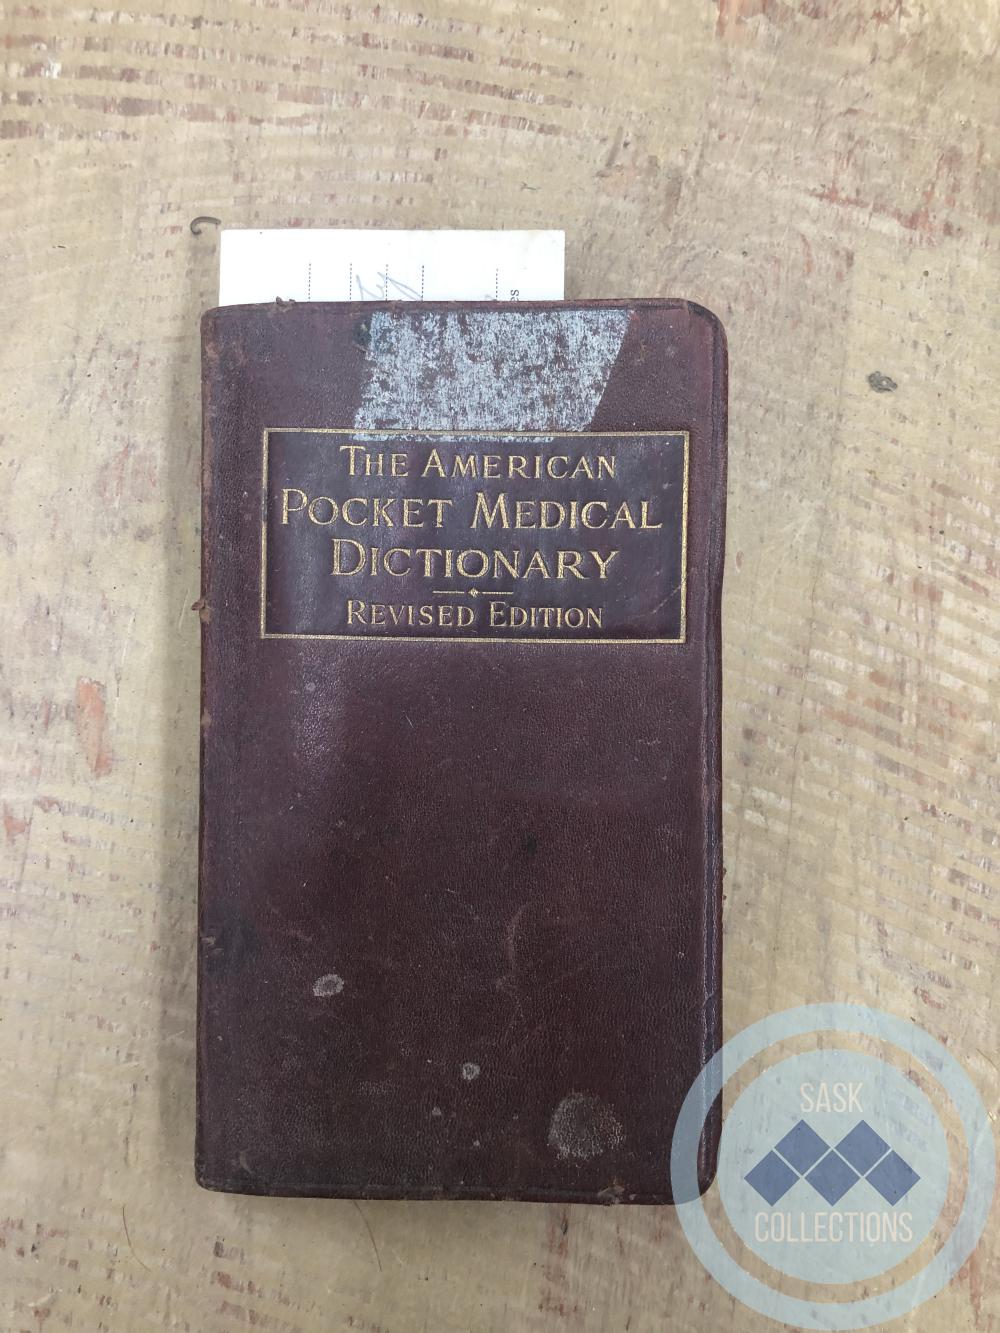 THE AMERICAN
POCKET MEDICAL
DICTIONARY
REVISED EDITION
SASK
COLLECTIONS